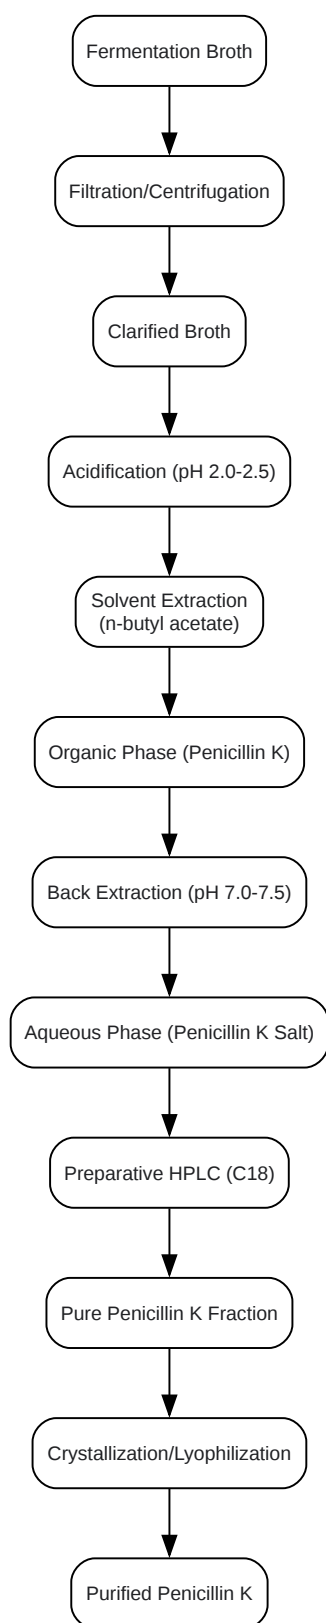 Fermentation Broth
Filtration/Centrifugation
Clarified Broth
Acidification (pH 2.0-2.5)
Solvent Extraction
(n-butyl acetate)
Organic Phase (Penicillin K)
Back Extraction (pH 7.0-7.5)
Aqueous Phase (Penicillin K Salt)
Preparative HPLC (C18)
Pure Penicillin K Fraction
Crystallization/Lyophilization
Purified Penicillin K